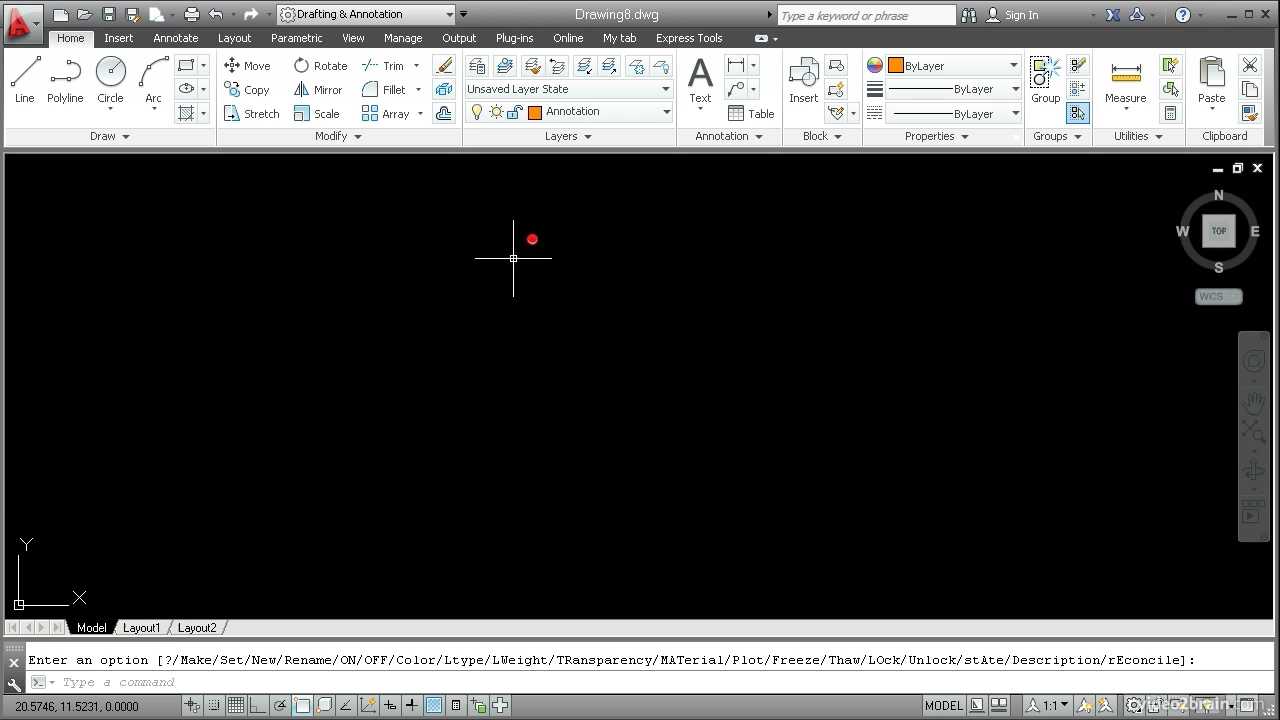 Drafting & Annotation Drawing8.dwg Type a keyword or phrase Sign In
Home Insert Annotate Layout Parametric View Manage Output Plug-ins Online My tab Express Tools
Line Polyline Circle Arc
Move Rotate Trim
Copy Mirror Fillet
Stretch Scale Array
Unsaved Layer State
Annotation
Text Table
Insert
ByLayer
ByLayer
ByLayer
Group Measure Paste
Draw Modify Layers Annotation Block Properties Groups Utilities Clipboard
N
W TOP E
S
WCS
Y
X
Model Layout1 Layout2
Enter an option [?/Make/Set/New/Rename/ON/OFF/Color/Ltype/LWeight/TRansparency/MATerial/Plot/Freeze/Thaw/LOck/Unlock/stAte/Description/rEconcile]:
Type a command
20.5746, 11.5231, 0.0000 MODEL 1:1 video2brain.com